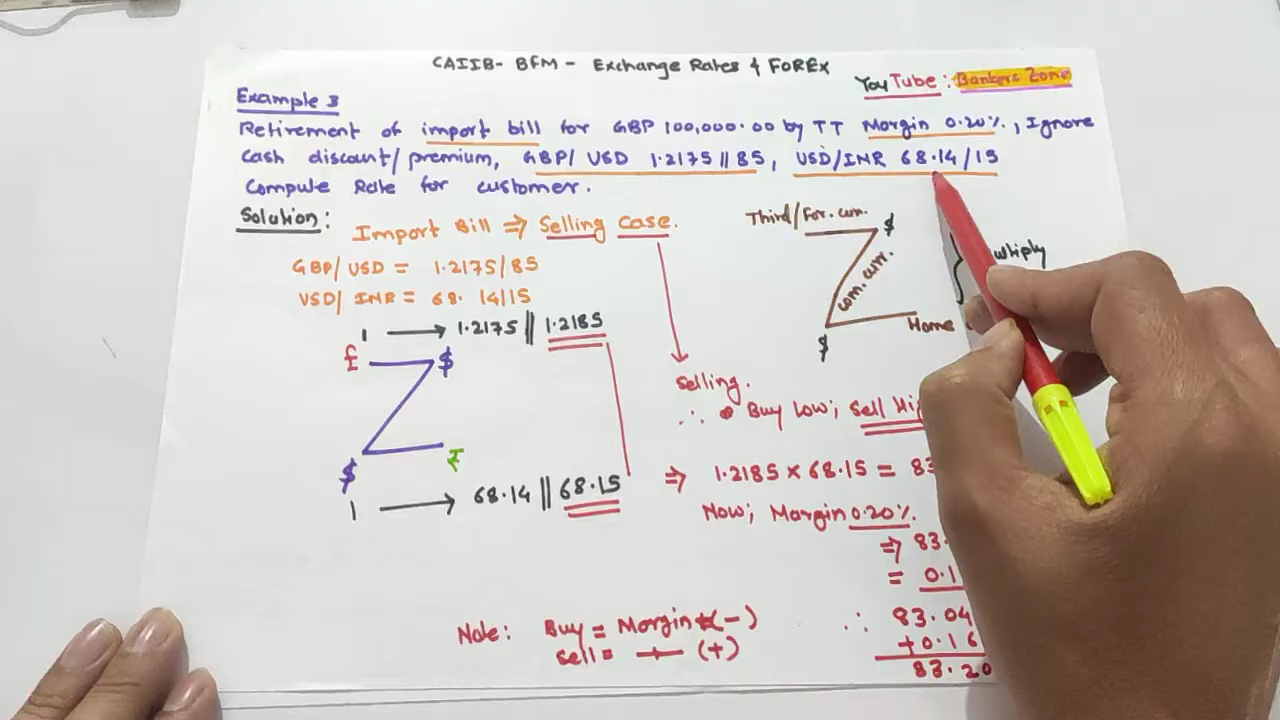 CAIIB- BFM - Exchange Rates & FOREX
YouTube: Bankers Zone
Example 3
Retirement of import bill for GBP 100,000.00 by TT Margin 0.20%, Ignore
Cash discount/premium, GBP/USD 1.2175 || 85, USD/INR 68.14/15
Compute Rate for customer.
Solution:
Import Bill ⇒ Selling Case.
GBP/USD = 1.2175/85
USD/INR = 68.14/15
1 → 1.2175 || 1.2185
£ $
$ ₹
1 → 68.14 || 68.15
Third/For. curr. $
com. curr.
$ Home
Selling.
∴ Buy Low; Sell
⇒ 1.2185 × 68.15 =
Now; Margin 0.20%.
⇒ 83.
= 0.1
∴ 83.04
+0.16
83.20
Note: Buy = Margin (-)
Sell = (+)